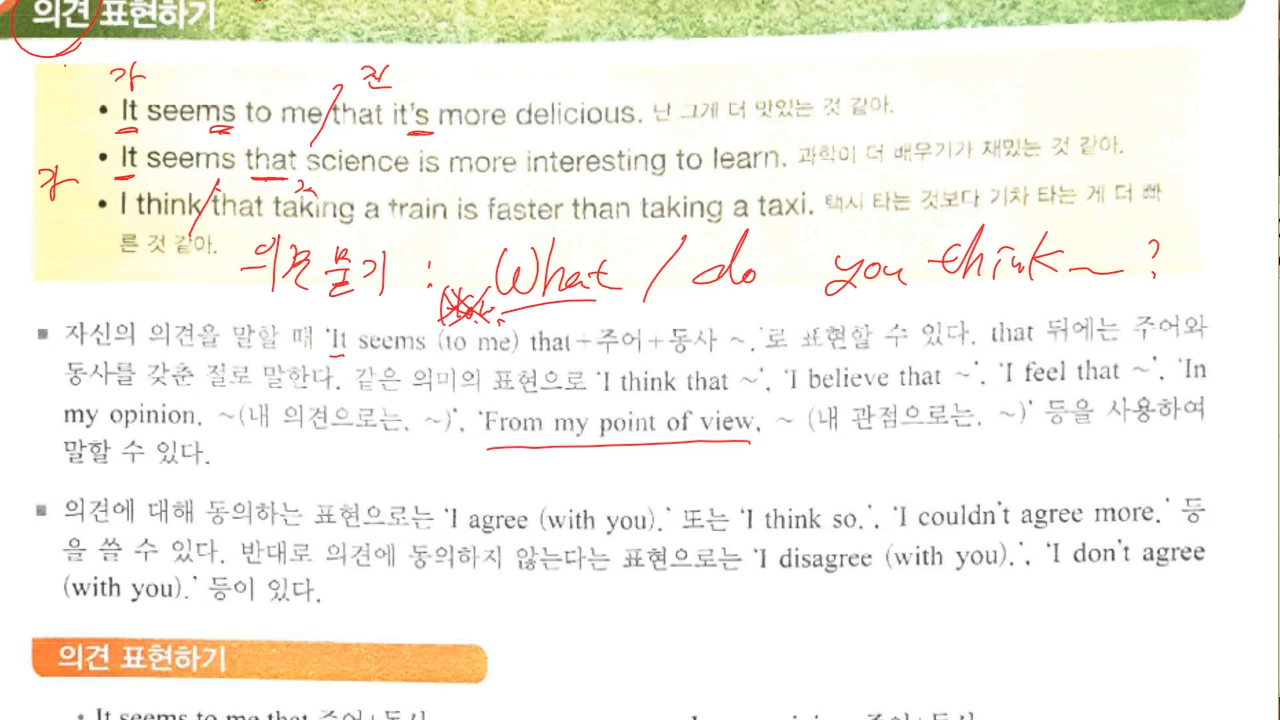 의견 표현하기
가 진
• It seems to me that it's more delicious. 난 그게 더 맛있는 것 같아.
• It seems that science is more interesting to learn. 과학이 더 배우기가 재밌는 것 같아.
가
• I think that taking a train is faster than taking a taxi. 택시 타는 것보다 기차 타는 게 더 빠
른 것 같아.
의견 묻기 : What / do you think ~ ?
■ 자신의 의견을 말할 때 'It seems (to me) that+주어+동사 ~.'로 표현할 수 있다. that 뒤에는 주어와
동사를 갖춘 절로 말한다. 같은 의미의 표현으로 'I think that ~', 'I believe that ~', 'I feel that ~', 'In
my opinion, ~(내 의견으로는, ~)', 'From my point of view, ~ (내 관점으로는, ~)' 등을 사용하여
말할 수 있다.
■ 의견에 대해 동의하는 표현으로는 'I agree (with you).' 또는 'I think so.', 'I couldn't agree more.' 등
을 쓸 수 있다. 반대로 의견에 동의하지 않는다는 표현으로는 'I disagree (with you).', 'I don't agree
(with you).' 등이 있다.
의견 표현하기
• It seems to me that 주어+동사